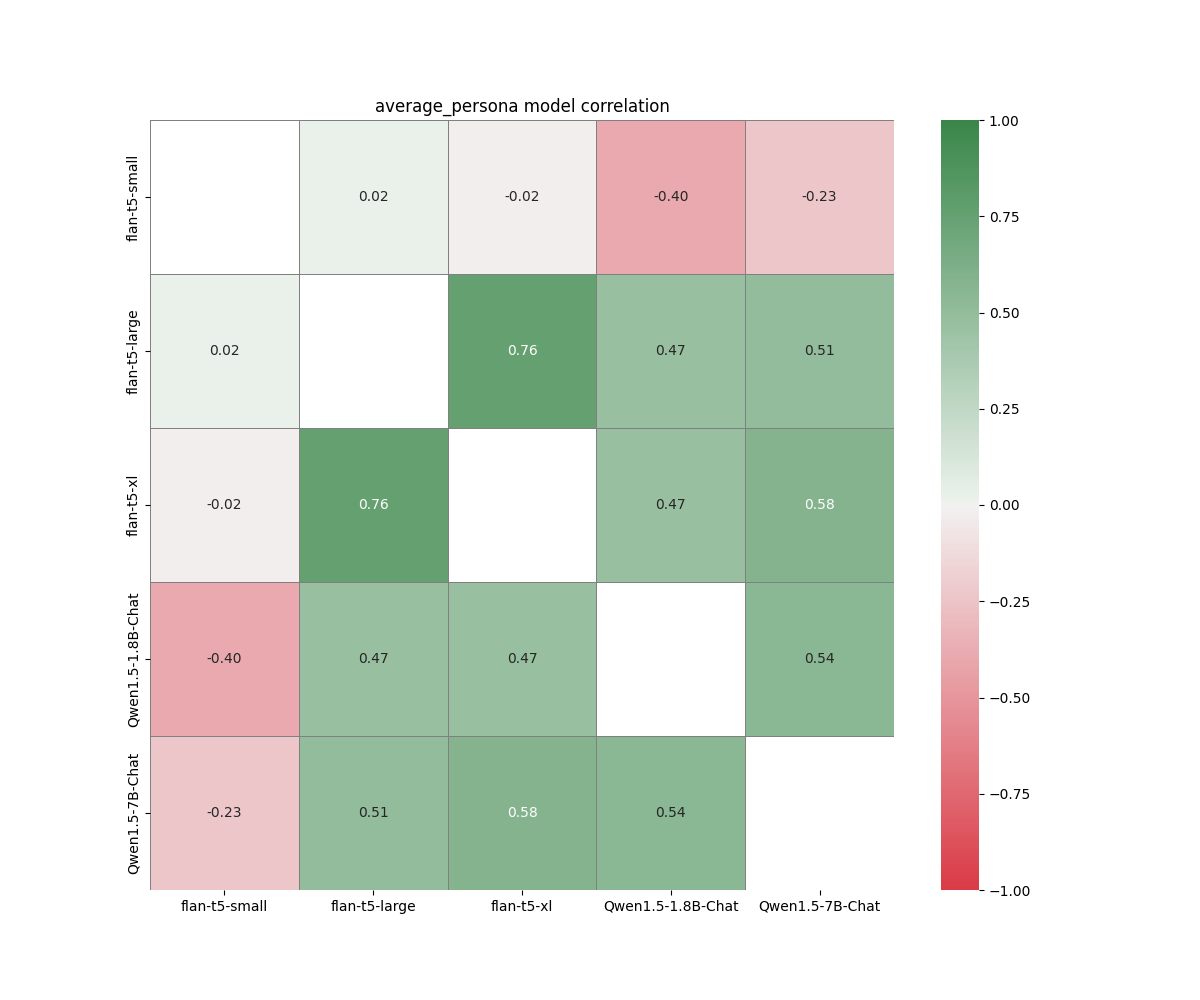 average_persona model correlation
flan-t5-small
0.02
-0.02
-0.40
-0.23
flan-t5-large
0.02
0.76
0.47
0.51
flan-t5-xl
-0.02
0.76
0.47
0.58
Qwen1.5-1.8B-Chat
-0.40
0.47
0.47
0.54
Qwen1.5-7B-Chat
-0.23
0.51
0.58
0.54
flan-t5-small
flan-t5-large
flan-t5-xl
Qwen1.5-1.8B-Chat
Qwen1.5-7B-Chat
1.00
0.75
0.50
0.25
0.00
−0.25
−0.50
−0.75
−1.00